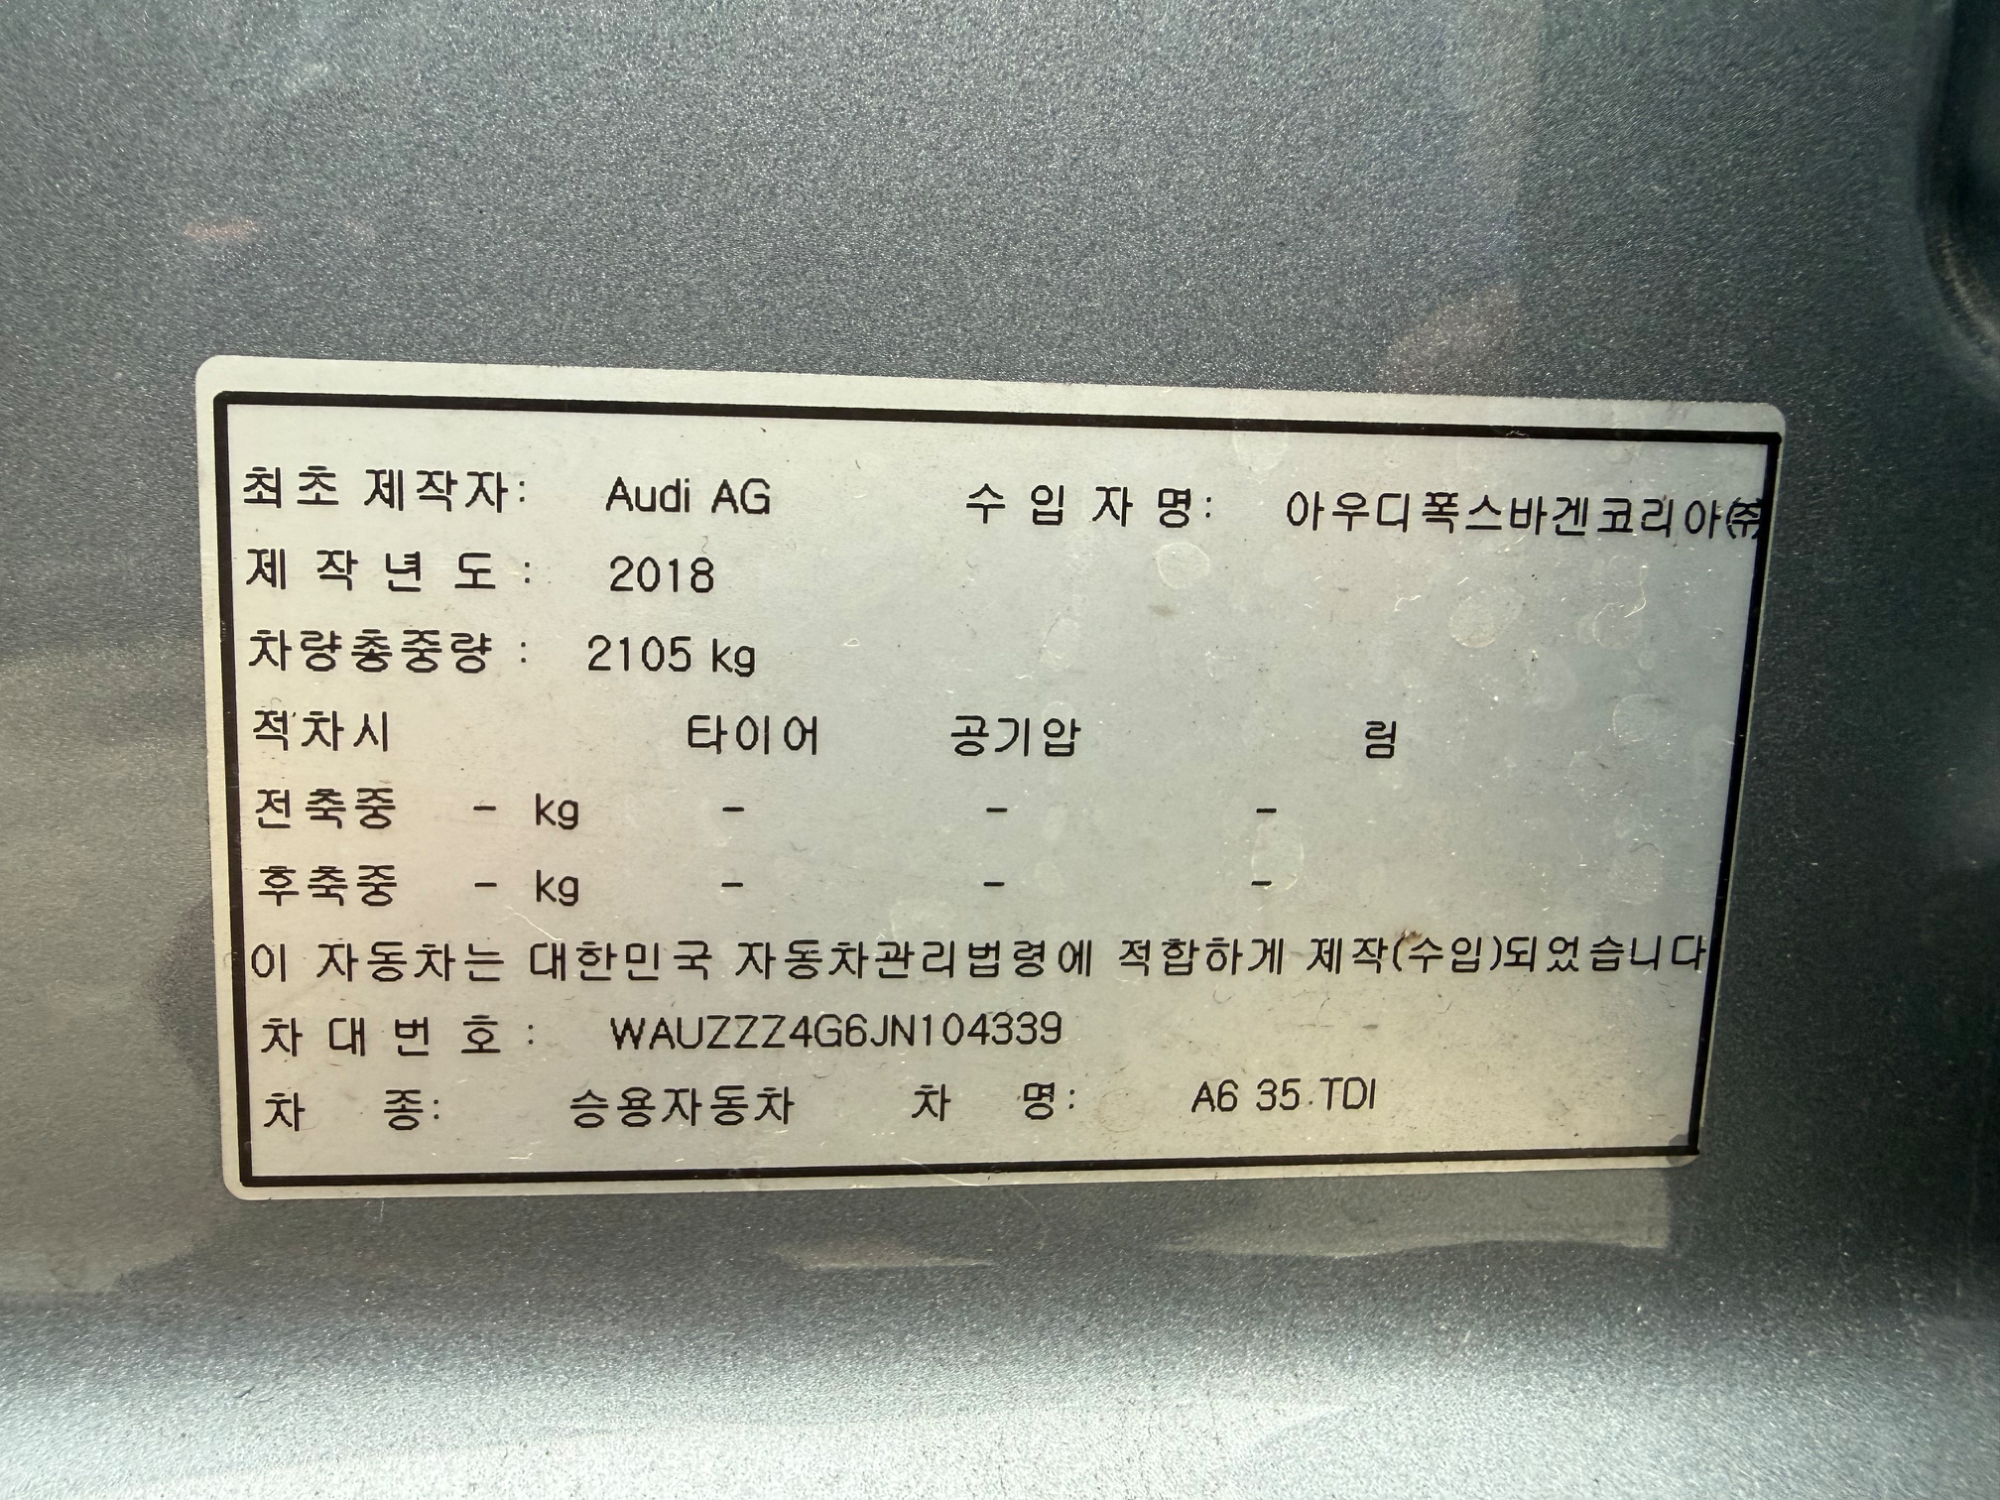 최초 제작자: Audi AG 수 입 자 명: 아우디폭스바겐코리아㈜
제 작 년 도 : 2018
차량총중량 : 2105 kg
적차시 타이어 공기압 림
전축중 - kg - - -
후축중 - kg - - -
이 자동차는 대한민국 자동차관리법령에 적합하게 제작(수입)되었습니다
차 대 번 호 : WAUZZZ4G6JN104339
차 종: 승용자동차 차 명: A6 35 TDI